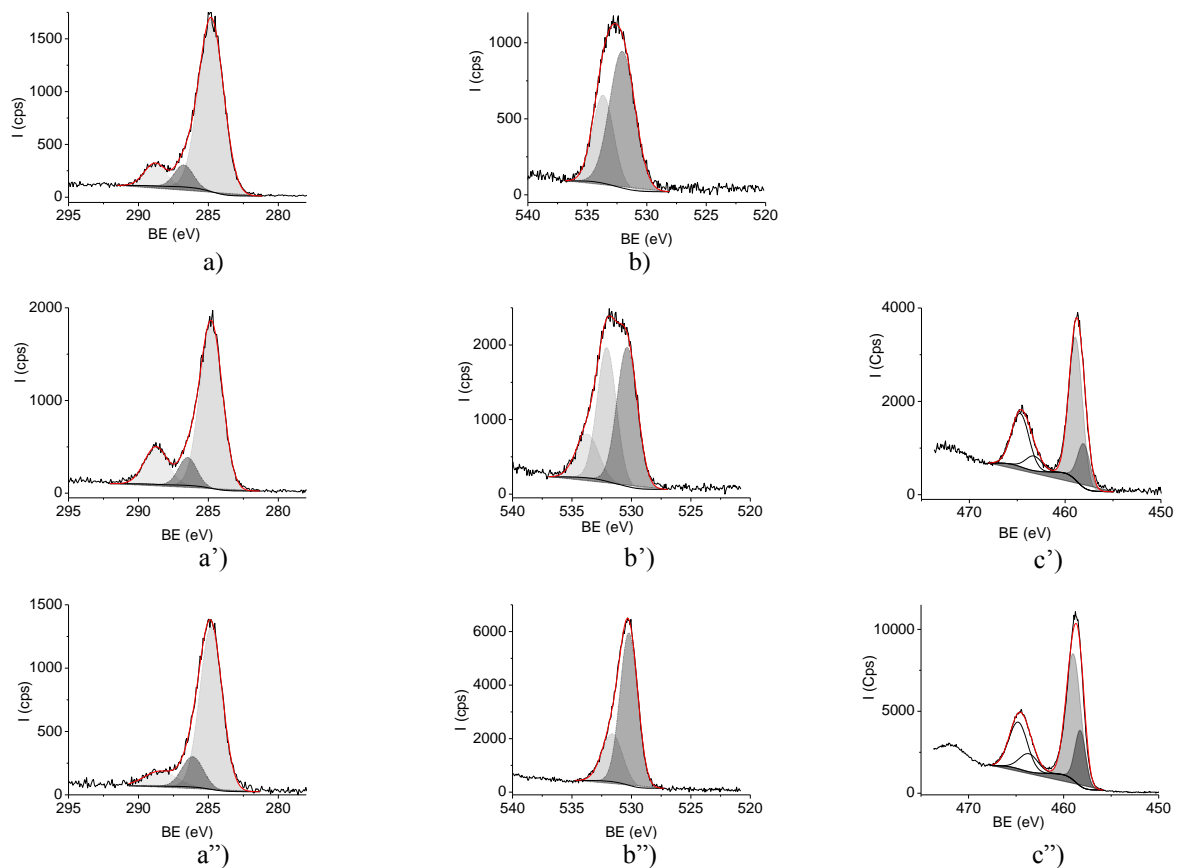 1500
1000
500
0
I (cps)
295 290 285 280
BE (eV)
a)
1000
500
0
I (cps)
540 535 530 525 520
BE (eV)
b)
2000
1500
1000
500
0
I (cps)
295 290 285 280
BE (eV)
a')
3000
2000
1000
0
I (cps)
540 535 530 525 520
BE (eV)
b')
4000
2000
0
I (Cps)
470 460 450
BE (eV)
c')
1500
1000
500
0
I (cps)
295 290 285 280
BE (eV)
a'')
6000
4000
2000
0
I (cps)
540 535 530 525 520
BE (eV)
b'')
10000
5000
0
I (Cps)
470 460 450
BE (eV)
c'')